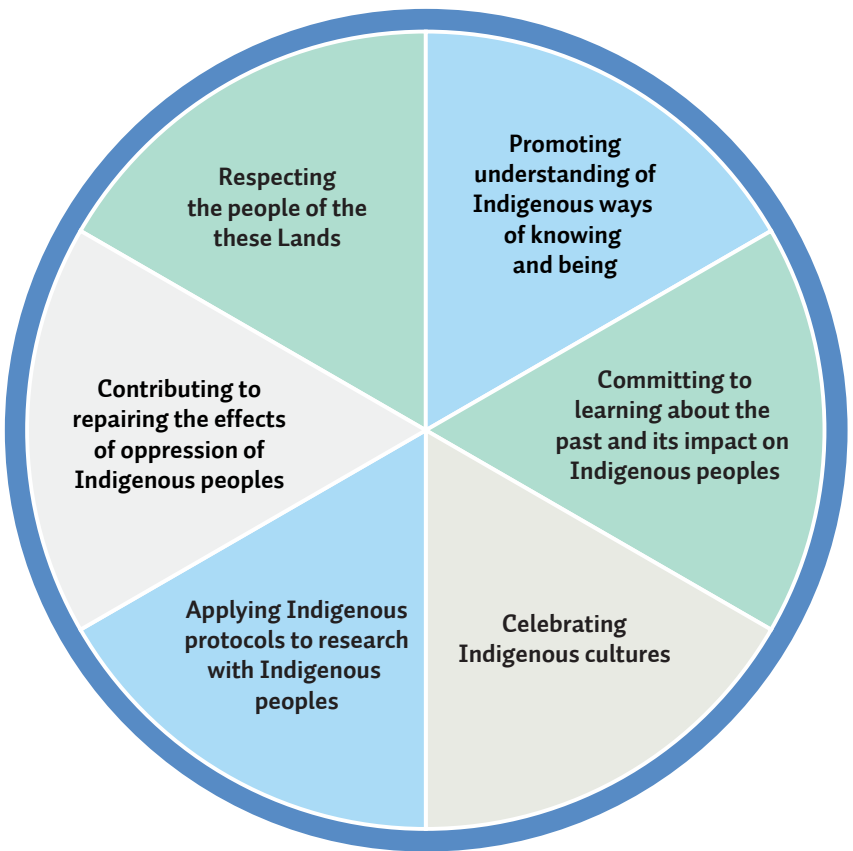 Promoting
understanding of
Indigenous ways
of knowing
and being
Committing to
learning about the
past and its impact on
Indigenous peoples
Celebrating
Indigenous cultures
Applying Indigenous
protocols to research
with Indigenous
peoples
Contributing to
repairing the effects
of oppression of
Indigenous peoples
Respecting
the people of the
these Lands